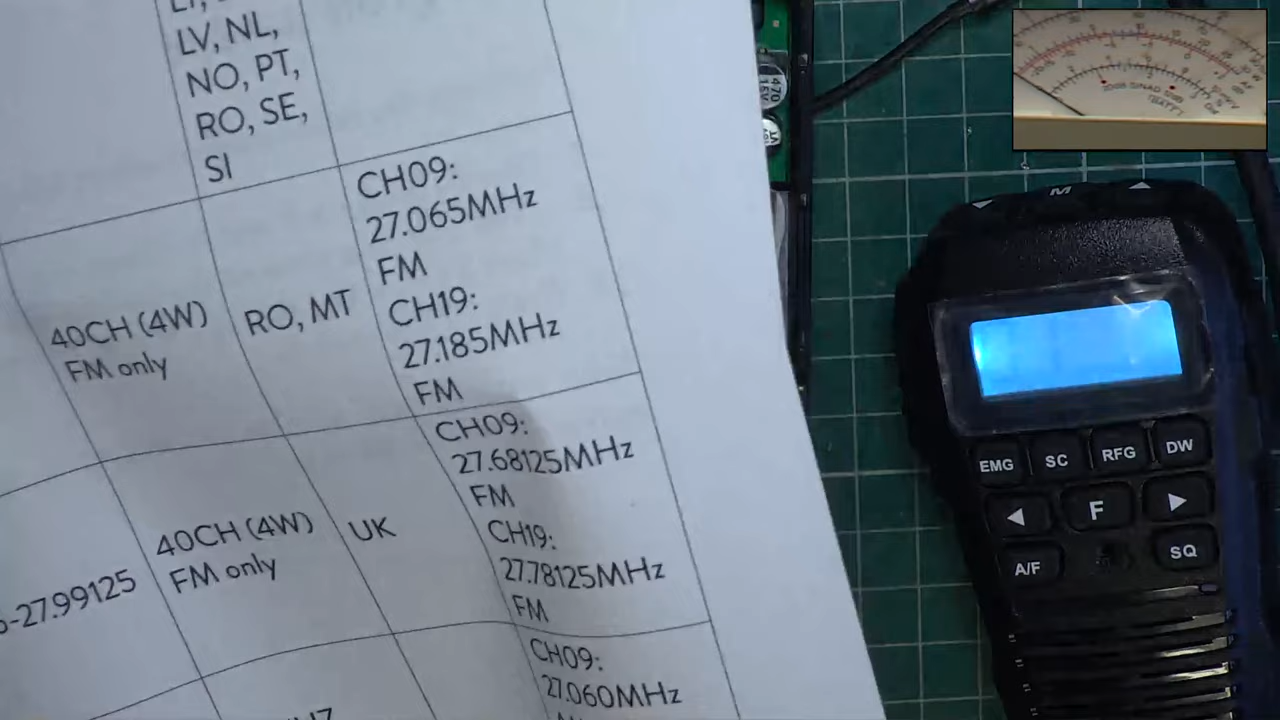 LV, NL,
NO, PT,
RO, SE,
SI
40CH (4W)
FM only
RO, MT
CH09:
27.065MHz
FM
CH19:
27.185MHz
FM
-27.99125
40CH (4W)
FM only
UK
CH09:
27.68125MHz
FM
CH19:
27.78125MHz
FM
CH09:
27.060MHz
470
M
EMG
SC
RFG
DW
F
A/F
SQ
SINAD